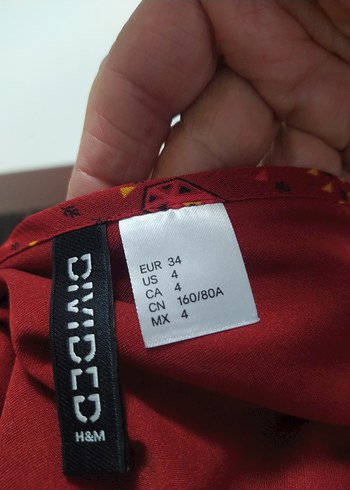 DIVIDED
H&M
EUR 34
US 4
CA 4
CN 160/80A
MX 4